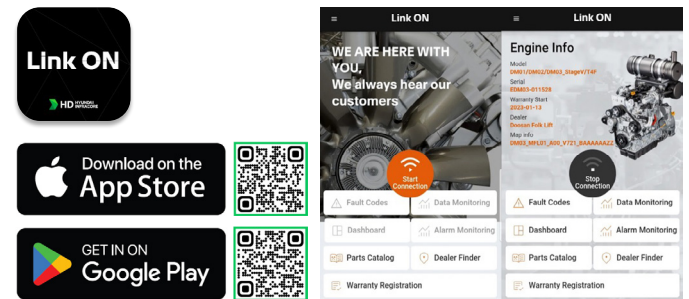 Link ON
HD HYUNDAI
INFRACORE
Download on the
App Store
GET IN ON
Google Play
Link ON
WE ARE HERE WITH
YOU,
We always hear our
customers
Start
Connection
Fault Codes
Data Monitoring
Dashboard
Alarm Monitoring
Parts Catalog
Dealer Finder
Warranty Registration
Link ON
Engine Info
Model
DM01/DM02/DM03_StageV/T4F
Serial
EDM03-011528
Warranty Start
2023-01-13
Dealer
Doosan Folk Lift
Map info
DM03_MFL01_A00_V721_BAAAAAZZ
Stop
Connection
Fault Codes
Data Monitoring
Dashboard
Alarm Monitoring
Parts Catalog
Dealer Finder
Warranty Registration